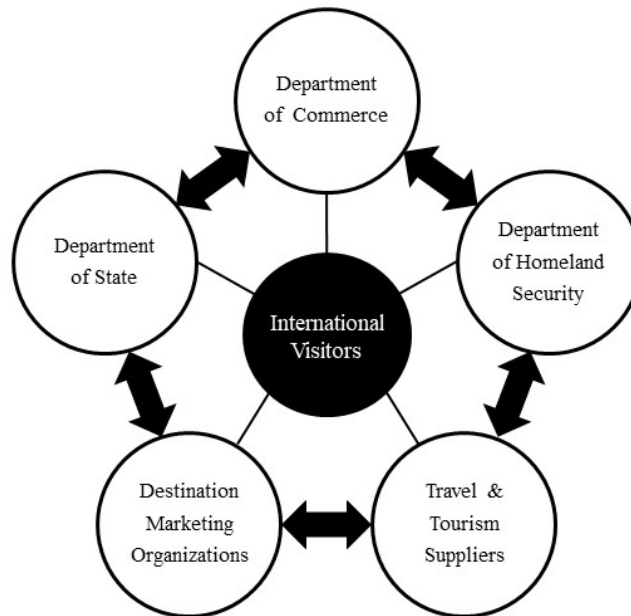 Department
of Commerce
Department
of State
Department
of Homeland
Security
International
Visitors
Destination
Marketing
Organizations
Travel &
Tourism
Suppliers